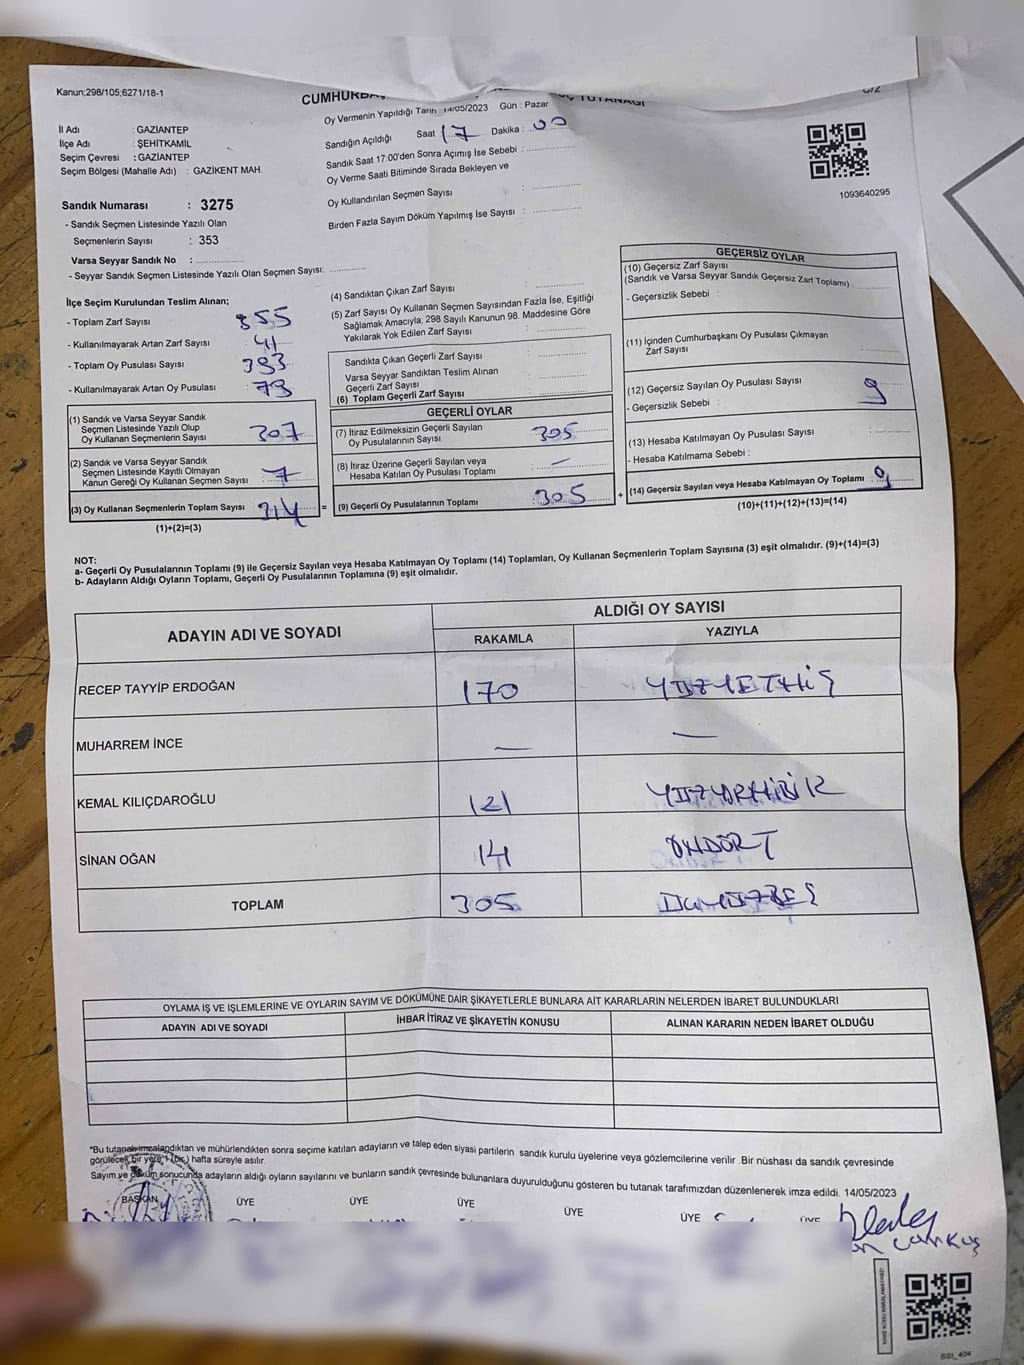 Kanun;298/105;6271/18-1
Oy Vermenin Yapıldığı Tarih : 14/05/2023 Gün : Pazar
İl Adı : GAZİANTEP
İlçe Adı : ŞEHİTKAMİL
Seçim Çevresi : GAZİANTEP
Seçim Bölgesi (Mahalle Adı) : GAZİKENT MAH.
Sandığın Açıldığı Saat 17 Dakika : 00
Sandık Saat 17:00'den Sonra Açımış İse Sebebi :
Oy Verme Saati Bitiminde Sırada Bekleyen ve
Oy Kullandırılan Seçmen Sayısı :
Birden Fazla Sayım Döküm Yapılmış İse Sayısı :
1093640295
Sandık Numarası : 3275
- Sandık Seçmen Listesinde Yazılı Olan
Seçmenlerin Sayısı : 353
Varsa Seyyar Sandık No :
- Seyyar Sandık Seçmen Listesinde Yazılı Olan Seçmen Sayısı:
İlçe Seçim Kurulundan Teslim Alınan;
- Toplam Zarf Sayısı 355
- Kullanılmayarak Artan Zarf Sayısı : 41
- Toplam Oy Pusulası Sayısı 393
- Kullanılmayarak Artan Oy Pusulası : 79
(1) Sandık ve Varsa Seyyar Sandık
Seçmen Listesinde Yazılı Olup
Oy Kullanan Seçmenlerin Sayısı 307
(2) Sandık ve Varsa Seyyar Sandık
Seçmen Listesinde Kayıtlı Olmayan
Kanun Gereği Oy Kullanan Seçmen Sayısı : 7
(3) Oy Kullanan Seçmenlerin Toplam Sayısı 314 =
(1)+(2)=(3)
(4) Sandıktan Çıkan Zarf Sayısı :
(5) Zarf Sayısı Oy Kullanan Seçmen Sayısından Fazla İse, Eşitliği
Sağlamak Amacıyla; 298 Sayılı Kanunun 98. Maddesine Göre
Yakılarak Yok Edilen Zarf Sayısı :
Sandıkta Çıkan Geçerli Zarf Sayısı :
Varsa Seyyar Sandıktan Teslim Alınan
Geçerli Zarf Sayısı :
(6) Toplam Geçerli Zarf Sayısı :
GEÇERLİ OYLAR
(7) İtiraz Edilmeksizin Geçerli Sayılan
Oy Pusulalarının Sayısı 305
(8) İtiraz Üzerine Geçerli Sayılan veya
Hesaba Katılan Oy Pusulası Toplamı : —
(9) Geçerli Oy Pusulalarının Toplamı 305 +
GEÇERSİZ OYLAR
(10) Geçersiz Zarf Sayısı
(Sandık ve Varsa Seyyar Sandık Geçersiz Zarf Toplamı) :
- Geçersizlik Sebebi :
(11) İçinden Cumhurbaşkanı Oy Pusulası Çıkmayan
Zarf Sayısı
(12) Geçersiz Sayılan Oy Pusulası Sayısı 9
- Geçersizlik Sebebi :
(13) Hesaba Katılmayan Oy Pusulası Sayısı :
- Hesaba Katılmama Sebebi :
(14) Geçersiz Sayılan veya Hesaba Katılmayan Oy Toplamı : 9
(10)+(11)+(12)+(13)=(14)
NOT:
a- Geçerli Oy Pusulalarının Toplamı (9) ile Geçersiz Sayılan veya Hesaba Katılmayan Oy Toplamı (14) Toplamları, Oy Kullanan Seçmenlerin Toplam Sayısına (3) eşit olmalıdır. (9)+(14)=(3)
b- Adayların Aldığı Oyların Toplamı, Geçerli Oy Pusulalarının Toplamına (9) eşit olmalıdır.
ADAYIN ADI VE SOYADI ALDIĞI OY SAYISI
RAKAMLA YAZIYLA
RECEP TAYYİP ERDOĞAN 170 YÜZYETMİŞ
MUHARREM İNCE — —
KEMAL KILIÇDAROĞLU 121 YÜZYİRMİBİR
SİNAN OĞAN 14 ONDÖRT
TOPLAM 305 ÜÇYÜZBEŞ
OYLAMA İŞ VE İŞLEMLERİNE VE OYLARIN SAYIM VE DÖKÜMÜNE DAİR ŞİKAYETLERLE BUNLARA AİT KARARLARIN NELERDEN İBARET BULUNDUKLARI
ADAYIN ADI VE SOYADI İHBAR İTİRAZ VE ŞİKAYETİN KONUSU ALINAN KARARIN NEDEN İBARET OLDUĞU
*Bu tutanak imzalandıktan ve mühürlendikten sonra seçime katılan adayların ve talep eden siyasi partilerin sandık kurulu üyelerine veya gözlemcilerine verilir .Bir nüshası da sandık çevresinde
görülecek bir yere 1 (bir) hafta süreyle asılır.
Sayım ve döküm sonucunda adayların aldığı oyların sayılarını ve bunların sandık çevresinde bulunanlara duyurulduğunu gösteren bu tutanak tarafımızdan düzenlenerek imza edildi. 14/05/2023
BAŞKAN ÜYE ÜYE ÜYE ÜYE ÜYE ÜYE